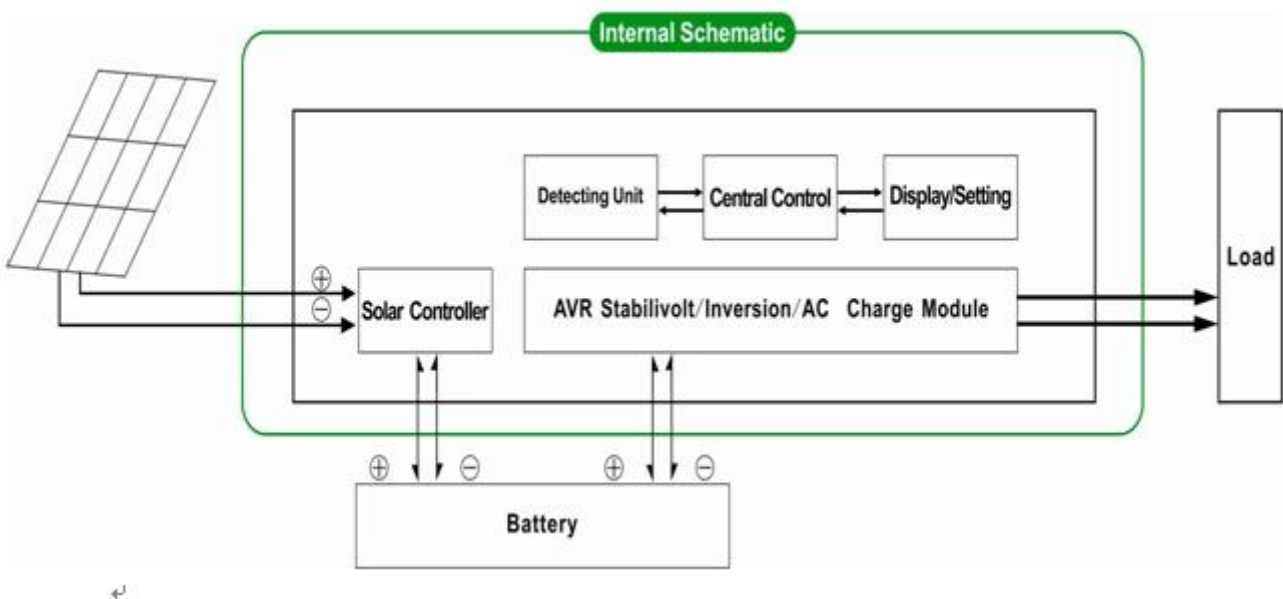 Internal Schematic
Detecting Unit
Central Control
Display/Setting
Load
⊕
⊖
Solar Controller
AVR Stabilivolt/Inversion/AC Charge Module
⊕ ⊖ ⊕ ⊖
Battery
↵